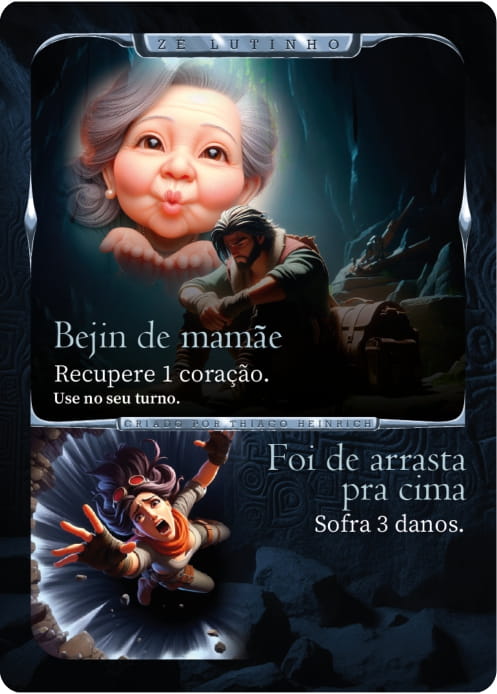 ZÉ LUTINHO
Bejin de mamãe
Recupere 1 coração.
Use no seu turno.
CRIADO POR THIAGO HEINRICH
Foi de arrasta
pra cima
Sofra 3 danos.